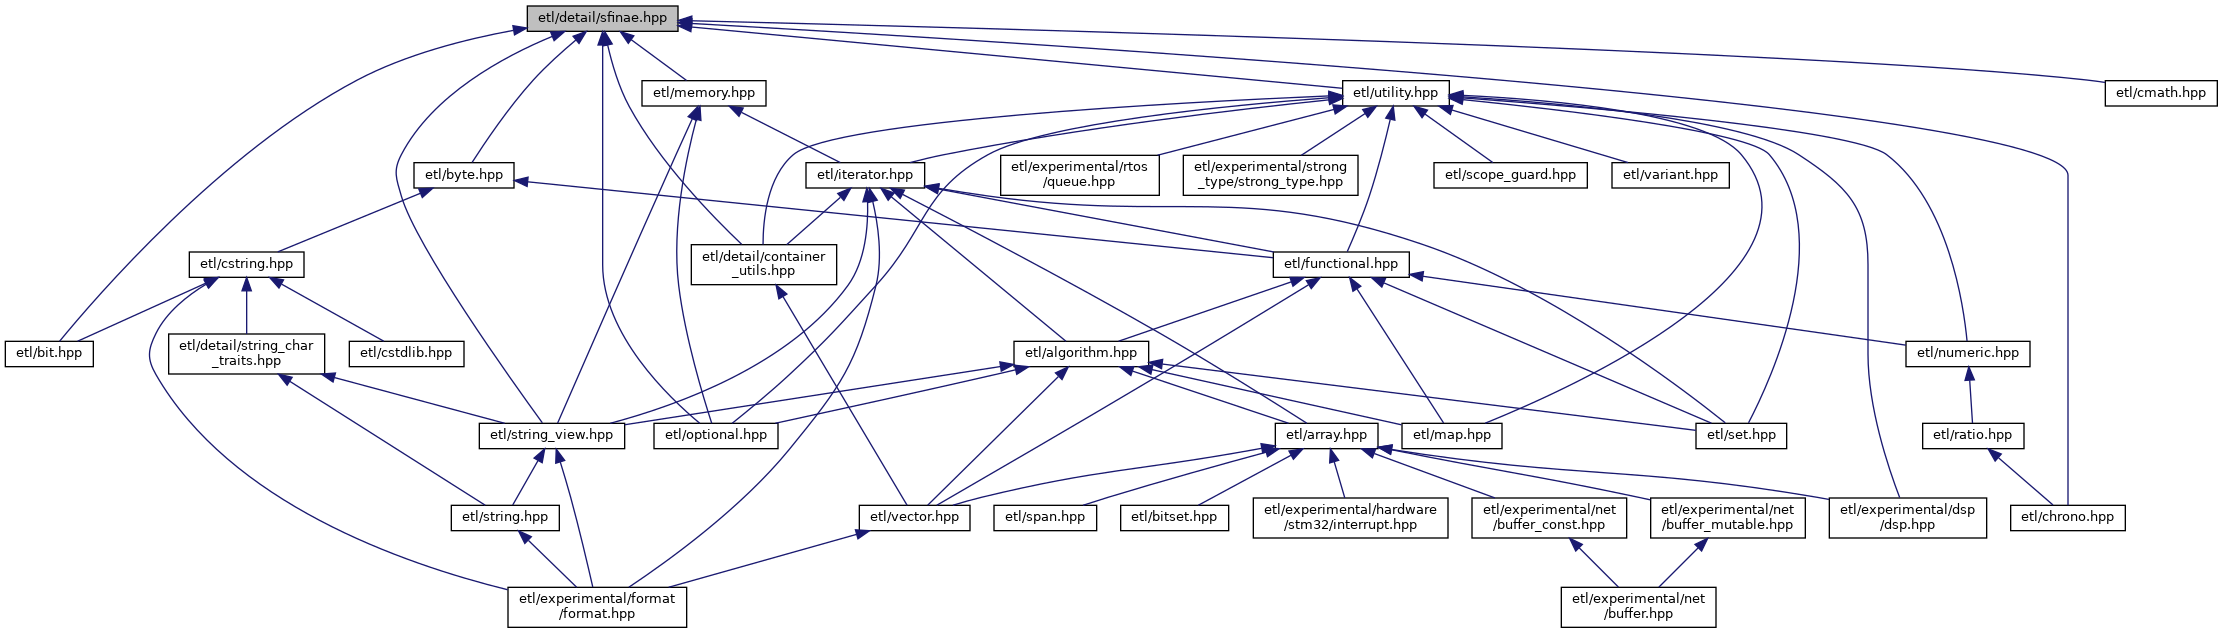 etl/detail/sfinae.hpp
etl/memory.hpp
etl/utility.hpp
etl/cmath.hpp
etl/byte.hpp
etl/iterator.hpp
etl/experimental/rtos
/queue.hpp
etl/experimental/strong
_type/strong_type.hpp
etl/scope_guard.hpp
etl/variant.hpp
etl/cstring.hpp
etl/detail/container
_utils.hpp
etl/functional.hpp
etl/bit.hpp
etl/detail/string_char
_traits.hpp
etl/cstdlib.hpp
etl/algorithm.hpp
etl/numeric.hpp
etl/string_view.hpp
etl/optional.hpp
etl/array.hpp
etl/map.hpp
etl/set.hpp
etl/ratio.hpp
etl/string.hpp
etl/vector.hpp
etl/span.hpp
etl/bitset.hpp
etl/experimental/hardware
/stm32/interrupt.hpp
etl/experimental/net
/buffer_const.hpp
etl/experimental/net
/buffer_mutable.hpp
etl/experimental/dsp
/dsp.hpp
etl/chrono.hpp
etl/experimental/format
/format.hpp
etl/experimental/net
/buffer.hpp